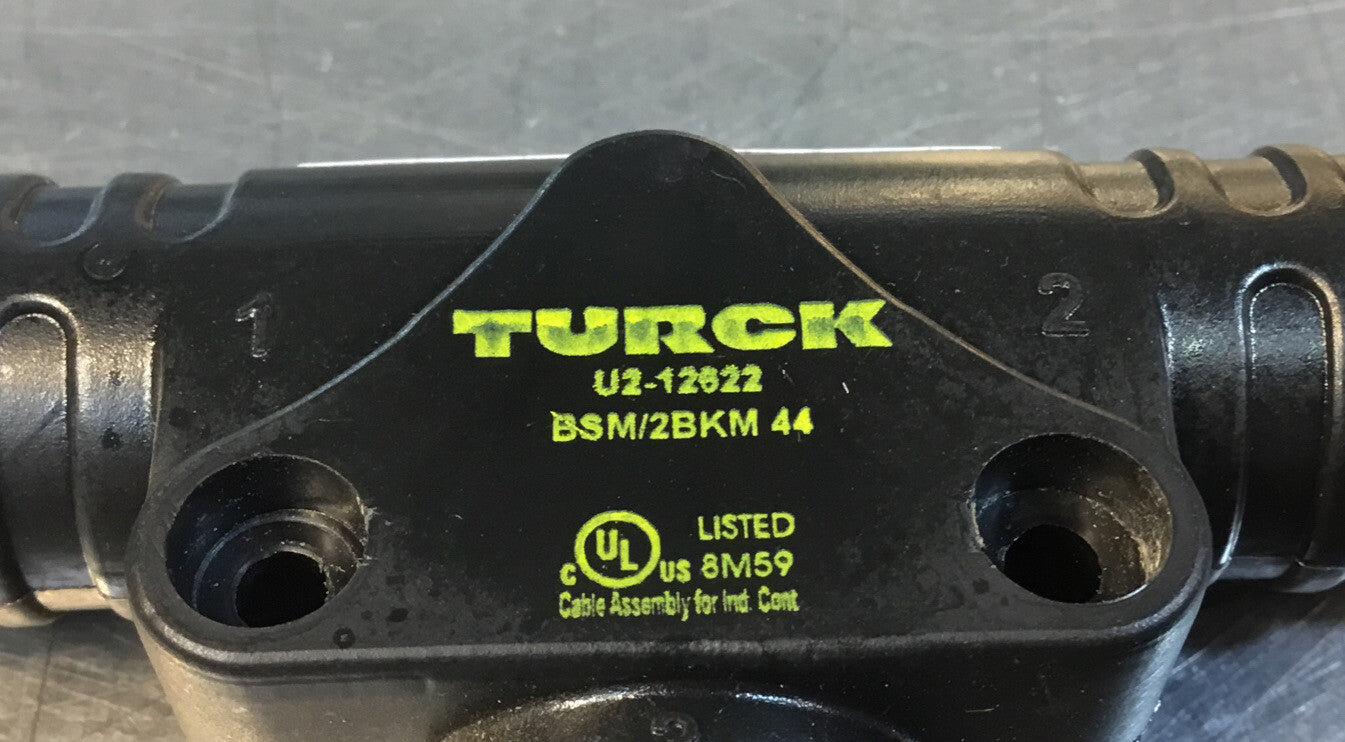 1
2
TURCK
U2-12622
BSM/2BKM 44
LISTED
C UL US 8M59
Cable Assembly for Ind. Cont.